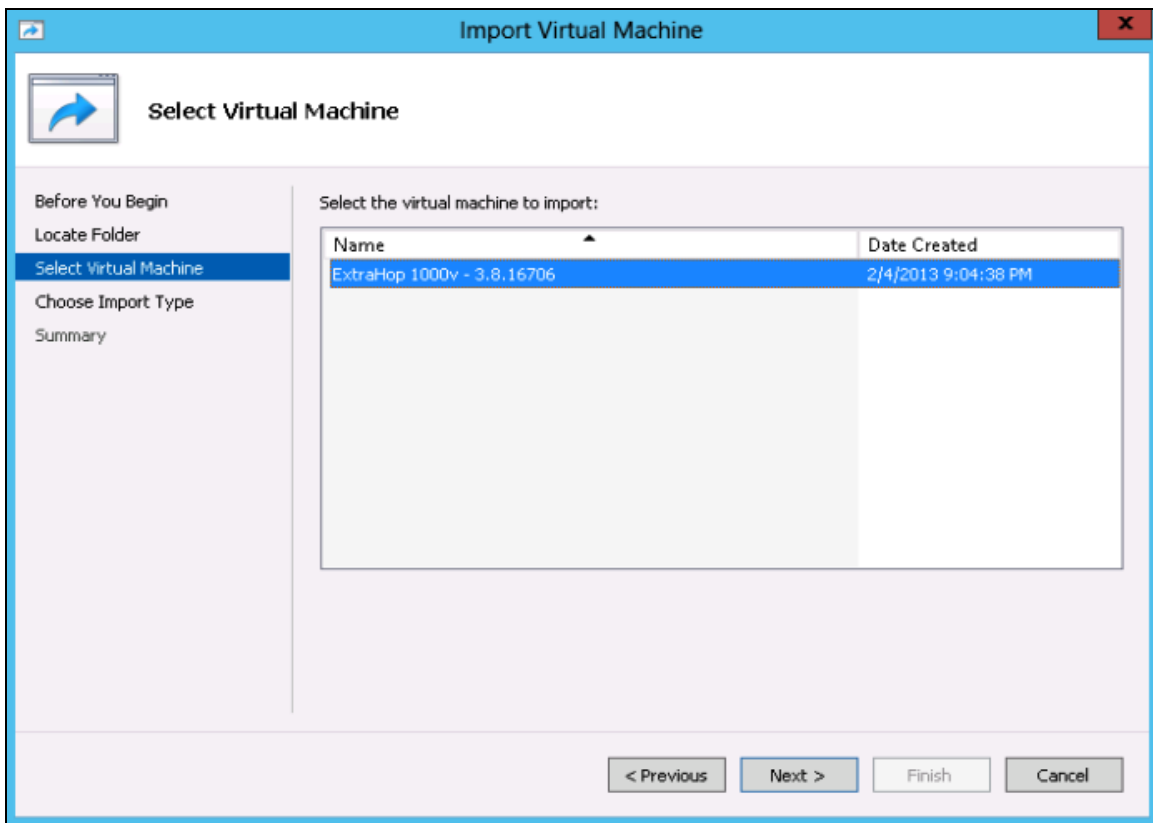 Import Virtual Machine
x
Select Virtual Machine
Before You Begin
Locate Folder
Select Virtual Machine
Choose Import Type
Summary
Select the virtual machine to import:
Name Date Created
ExtraHop 1000v - 3.8.16706 2/4/2013 9:04:38 PM
< Previous Next > Finish Cancel